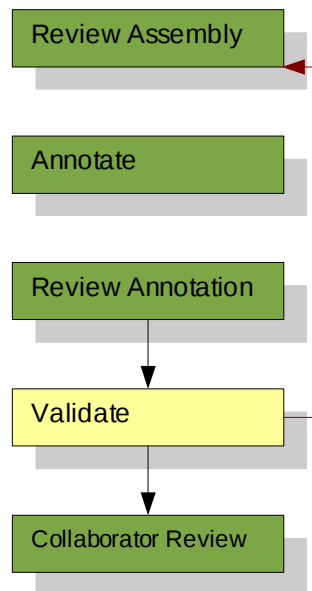 Review Assembly
Annotate
Review Annotation
Validate
Collaborator Review